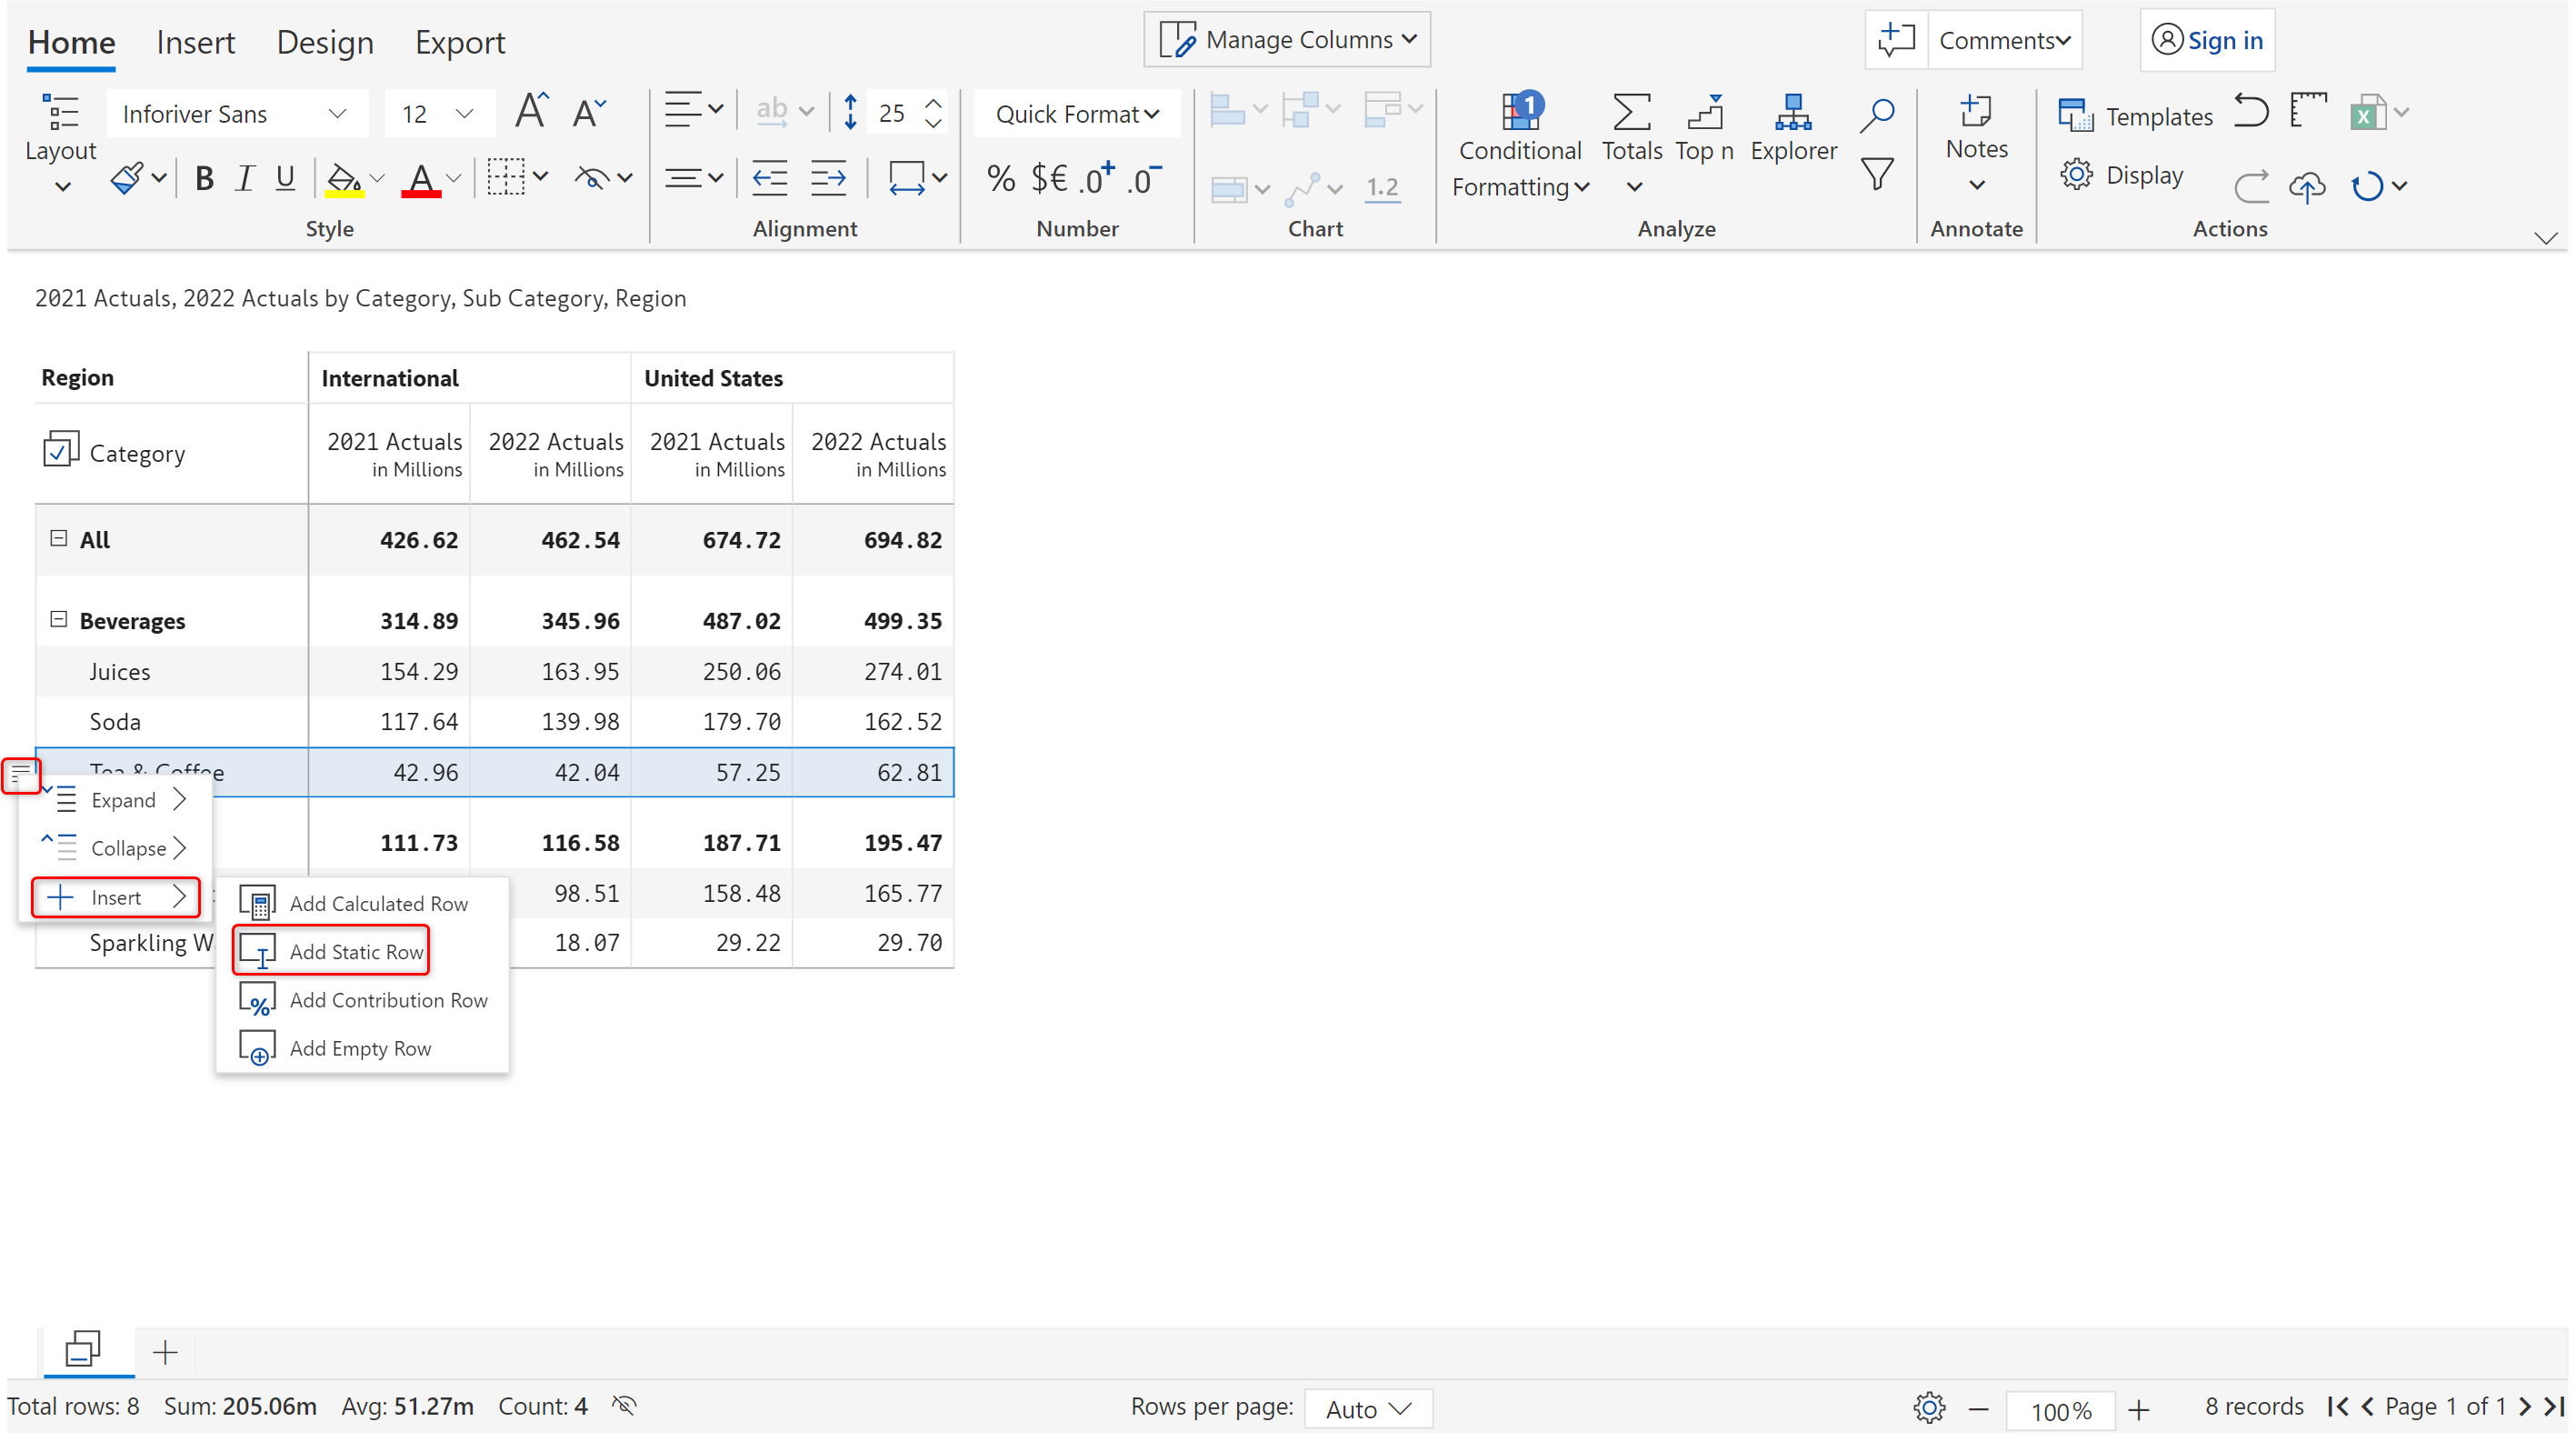 Home Insert Design Export Manage Columns Comments Sign in
Inforiver Sans 12 A A ab 25 Quick Format
Layout B I U A % $€ .0+ .0- 1.2
Conditional Formatting 1 Totals Top n Explorer Notes Templates Display X
Style Alignment Number Chart Analyze Annotate Actions
2021 Actuals, 2022 Actuals by Category, Sub Category, Region
Region International United States
Category 2021 Actuals 2022 Actuals 2021 Actuals 2022 Actuals
in Millions in Millions in Millions in Millions
All 426.62 462.54 674.72 694.82
Beverages 314.89 345.96 487.02 499.35
Juices 154.29 163.95 250.06 274.01
Soda 117.64 139.98 179.70 162.52
Tea & Coffee 42.96 42.04 57.25 62.81
Expand
Collapse 111.73 116.58 187.71 195.47
Insert 98.51 158.48 165.77
Add Calculated Row
Sparkling 18.07 29.22 29.70
Add Static Row
Add Contribution Row
Add Empty Row
Total rows: 8 Sum: 205.06m Avg: 51.27m Count: 4 Rows per page: Auto 100% 8 records Page 1 of 1